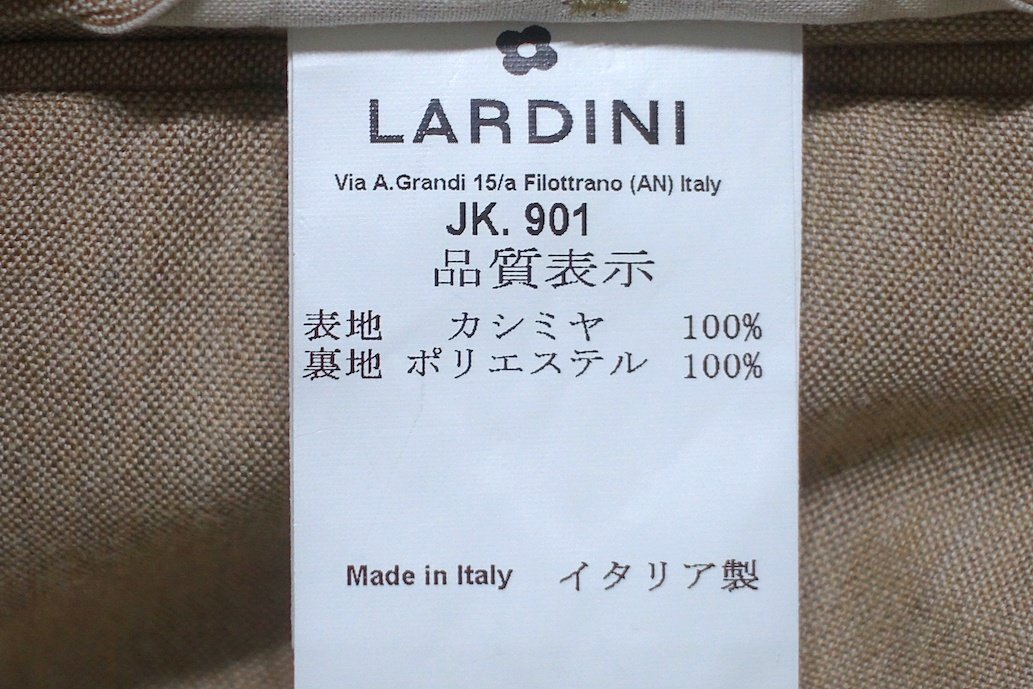 LARDINI
Via A.Grandi 15/a Filottrano (AN) Italy
JK. 901
品質表示
表地 カシミヤ 100%
裏地 ポリエステル 100%
Made in Italy イタリア製